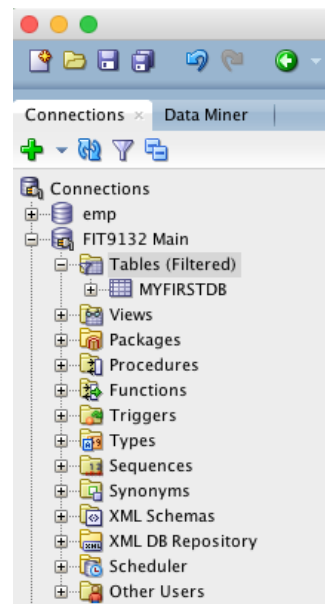 Connections
Data Miner
Connections
emp
FIT9132 Main
Tables (Filtered)
MYFIRSTDB
Views
Packages
Procedures
Functions
Triggers
Types
Sequences
Synonyms
XML Schemas
XML DB Repository
Scheduler
Other Users